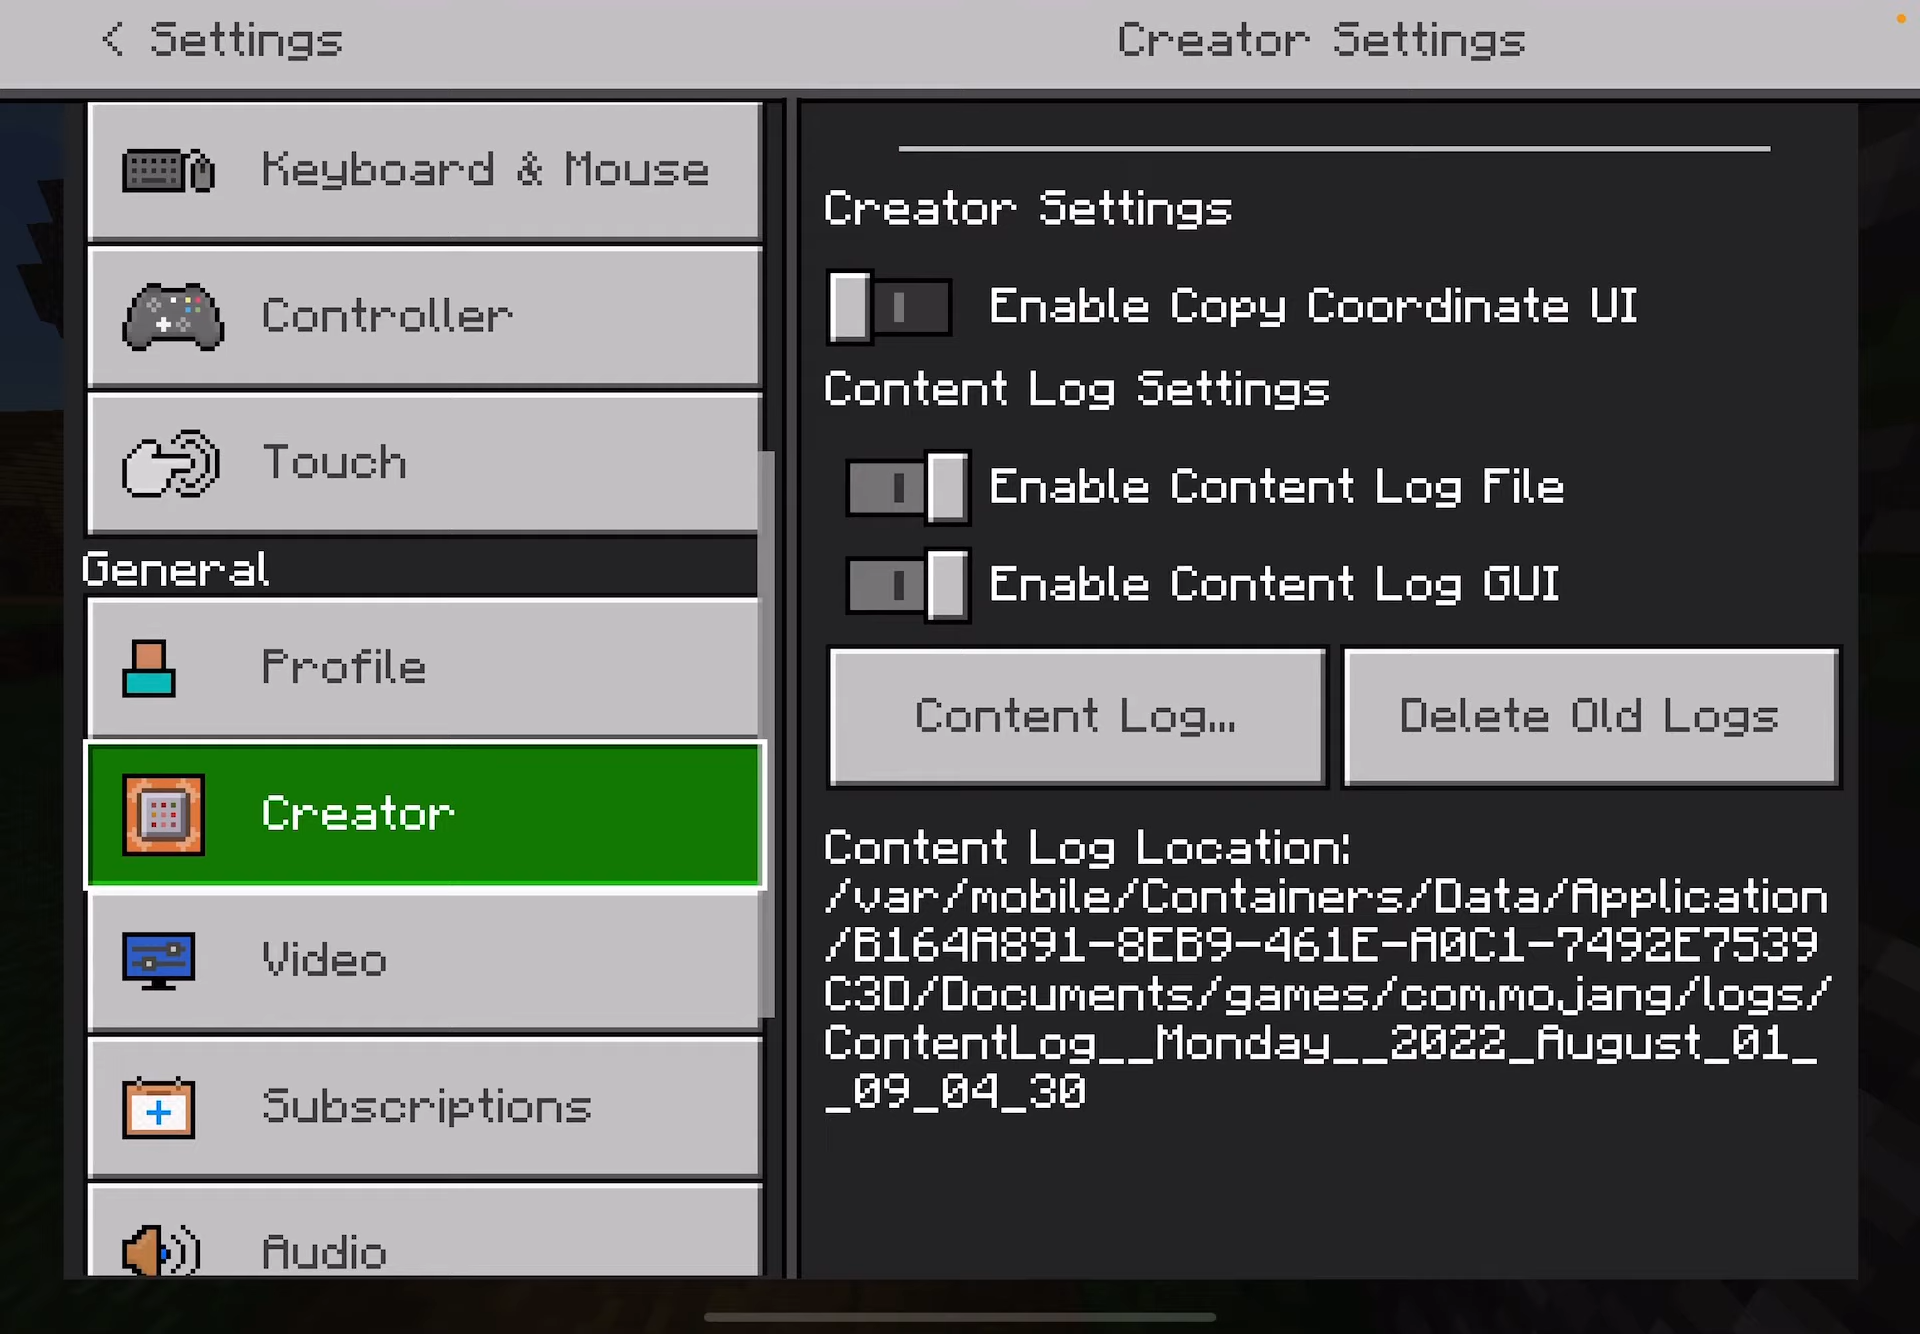 < Settings
Creator Settings
Keyboard & Mouse
Controller
Touch
General
Profile
Creator
Video
Subscriptions
Audio
Creator Settings
Enable Copy Coordinate UI
Content Log Settings
Enable Content Log File
Enable Content Log GUI
Content Log...
Delete Old Logs
Content Log Location:
/var/mobile/Containers/Data/Application
/B164A891-8EB9-461E-A0C1-7492E7539
C3D/Documents/games/com.mojang/logs/
ContentLog__Monday__2022_August_01_
_09_04_30